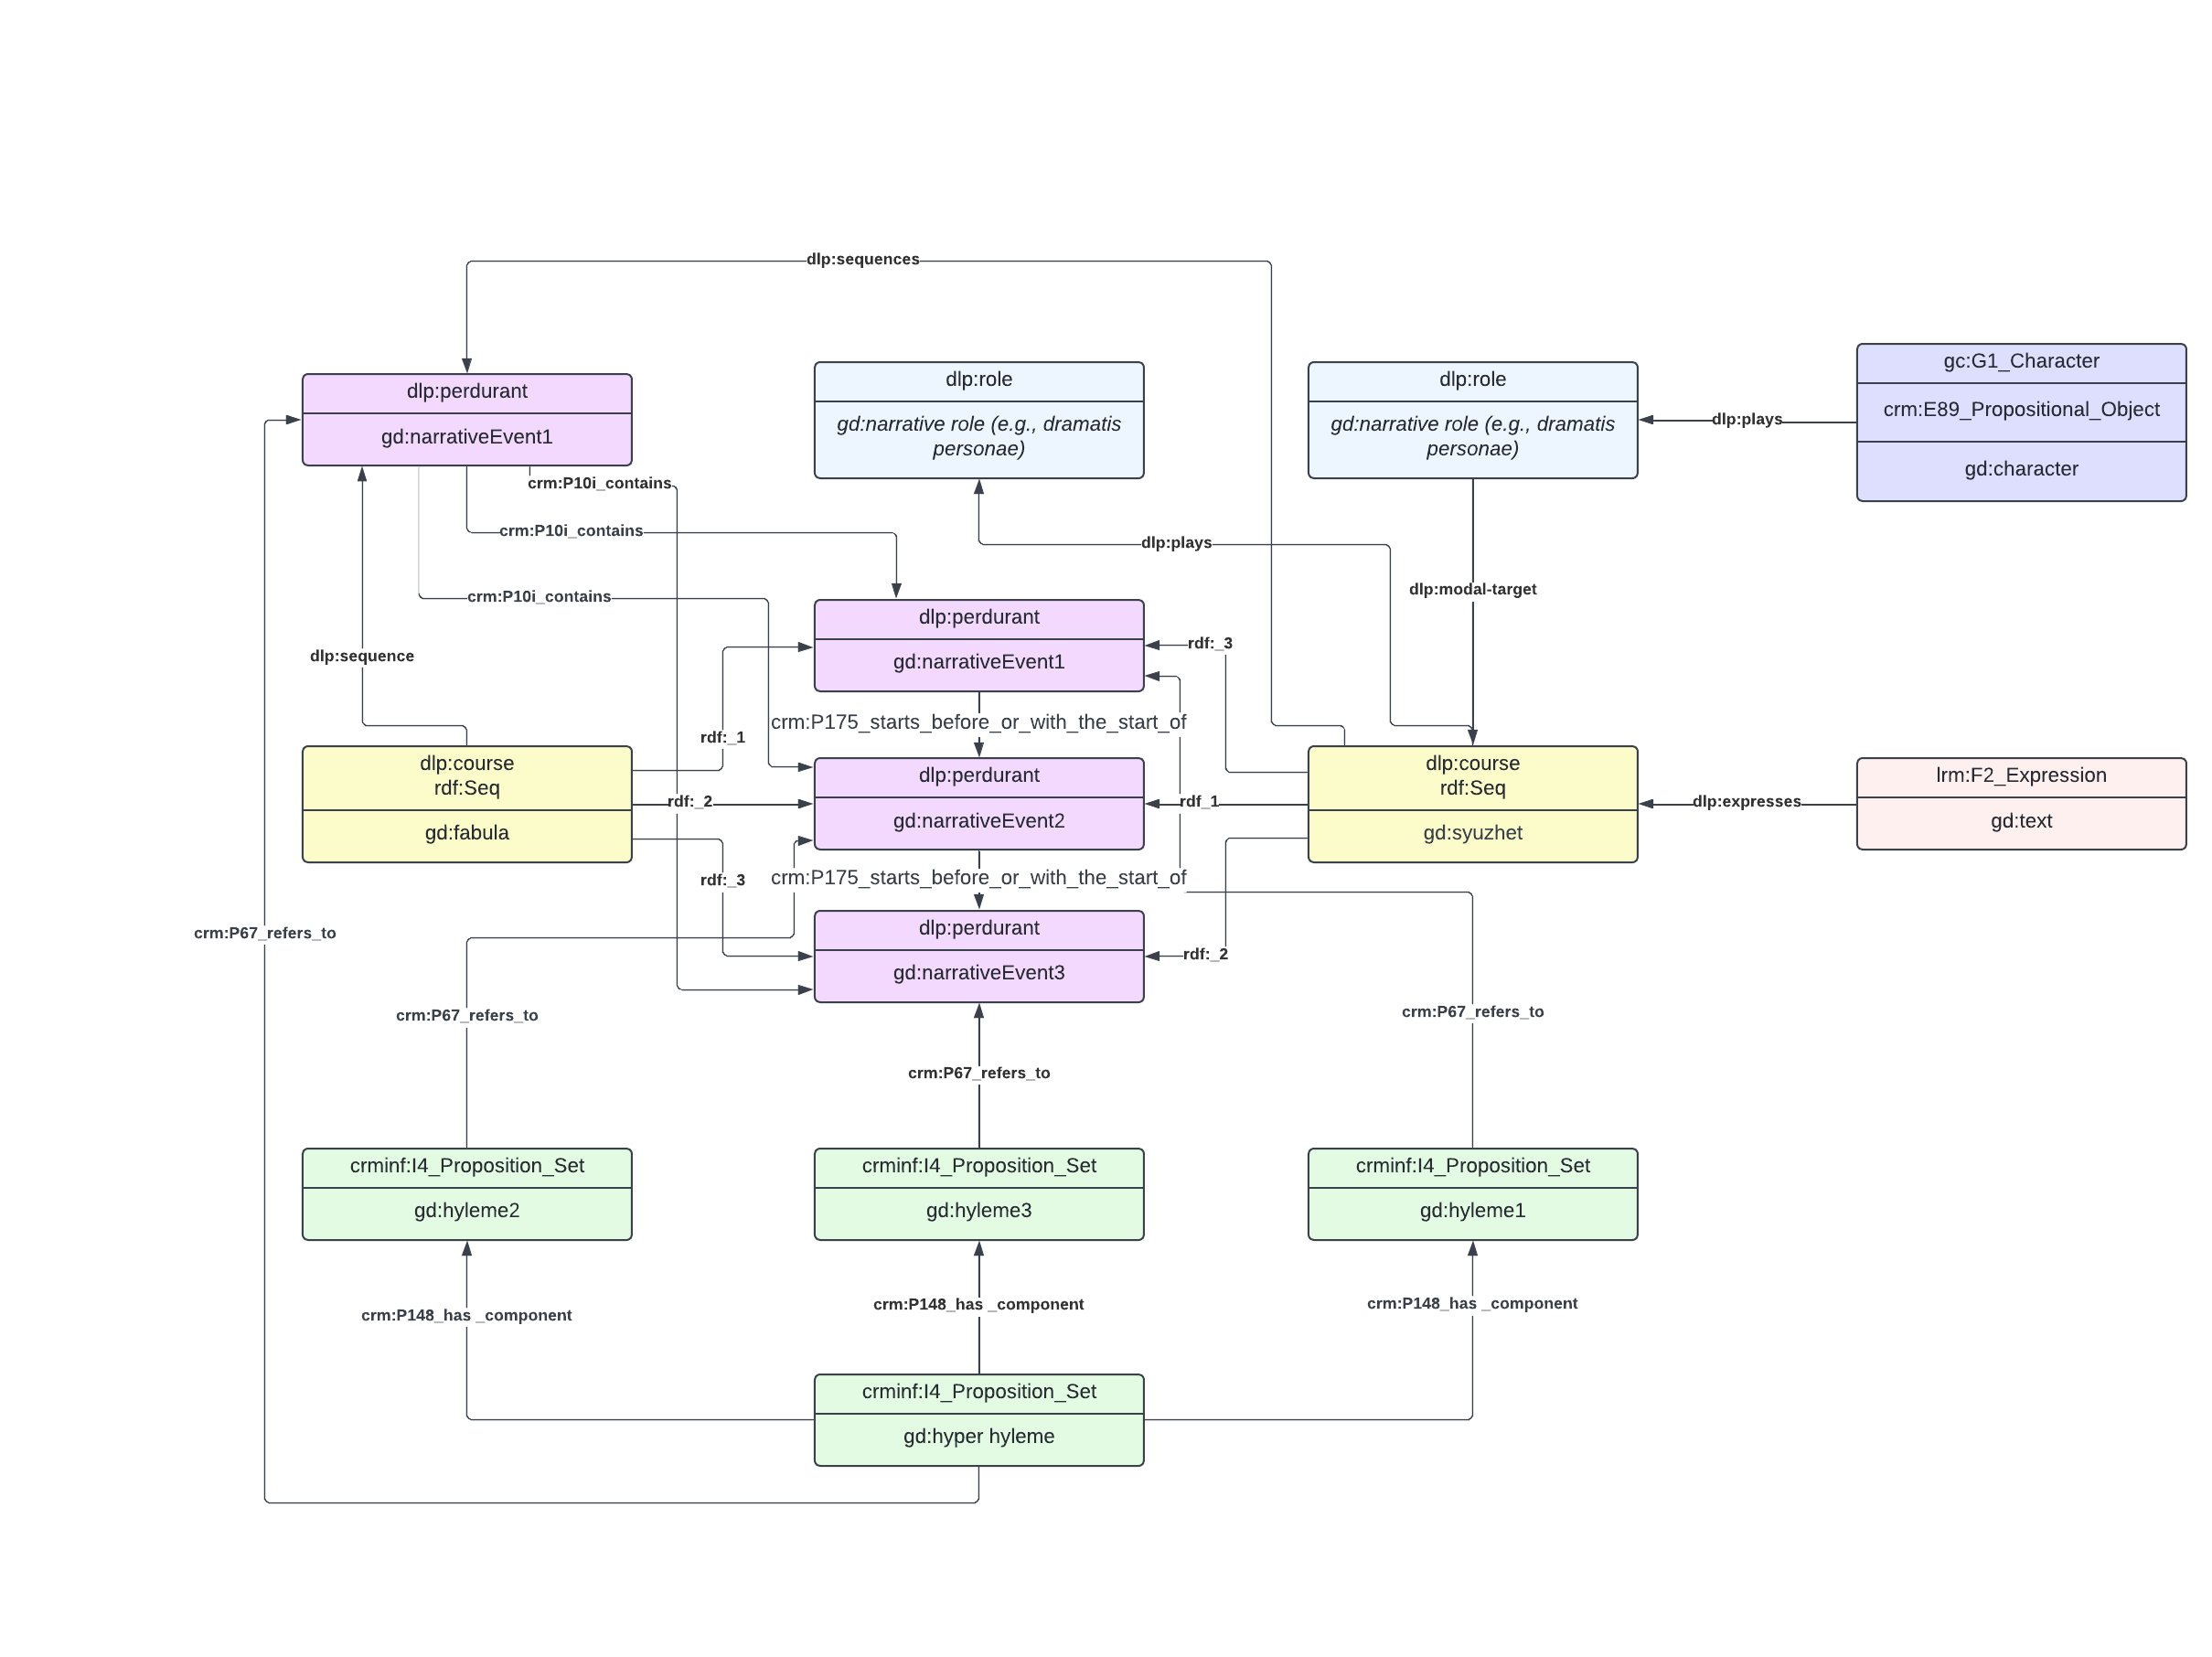 dlp:sequences
dlp:perdurant
gd:narrativeEvent1
dlp:role
gd:narrative role (e.g., dramatis
personae)
dlp:role
gd:narrative role (e.g., dramatis
personae)
dlp:plays
gc:G1_Character
crm:E89_Propositional_Object
gd:character
crm:P10i_contains
crm:P10i_contains
dlp:plays
crm:P10i_contains
dlp:modal-target
dlp:sequence
dlp:perdurant
gd:narrativeEvent1
rdf:_3
crm:P175_starts_before_or_with_the_start_of
rdf:_1
dlp:course
rdf:Seq
gd:fabula
rdf:_2
dlp:perdurant
gd:narrativeEvent2
rdf_1
dlp:course
rdf:Seq
gd:syuzhet
dlp:expresses
lrm:F2_Expression
gd:text
rdf:_3
crm:P175_starts_before_or_with_the_start_of
crm:P67_refers_to
dlp:perdurant
gd:narrativeEvent3
rdf:_2
crm:P67_refers_to
crm:P67_refers_to
crm:P67_refers_to
crminf:I4_Proposition_Set
gd:hyleme2
crminf:I4_Proposition_Set
gd:hyleme3
crminf:I4_Proposition_Set
gd:hyleme1
crm:P148_has _component
crm:P148_has _component
crm:P148_has _component
crminf:I4_Proposition_Set
gd:hyper hyleme